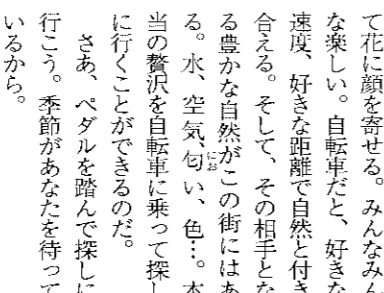 て花に顔を寄せる。みんなみん
な楽しい。自転車だと、好きな
速度、好きな距離で自然と付き
合える。そして、その相手とな
る豊かな自然がこの街にはあ
る。水、空気、匂い、色…。本
当の贅沢を自転車に乗って探し
に行くことができるのだ。
さあ、ペダルを踏んで探しに
行こう。季節があなたを待って
いるから。